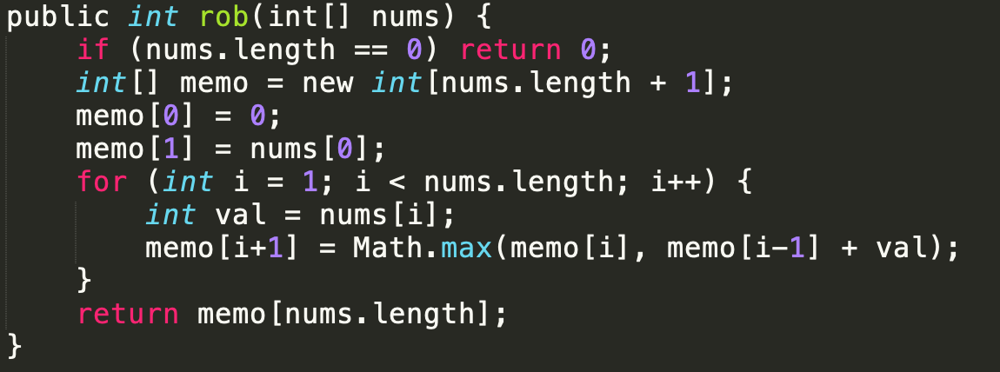 public int rob(int[] nums) {
    if (nums.length == 0) return 0;
    int[] memo = new int[nums.length + 1];
    memo[0] = 0;
    memo[1] = nums[0];
    for (int i = 1; i < nums.length; i++) {
        int val = nums[i];
        memo[i+1] = Math.max(memo[i], memo[i-1] + val);
    }
    return memo[nums.length];
}